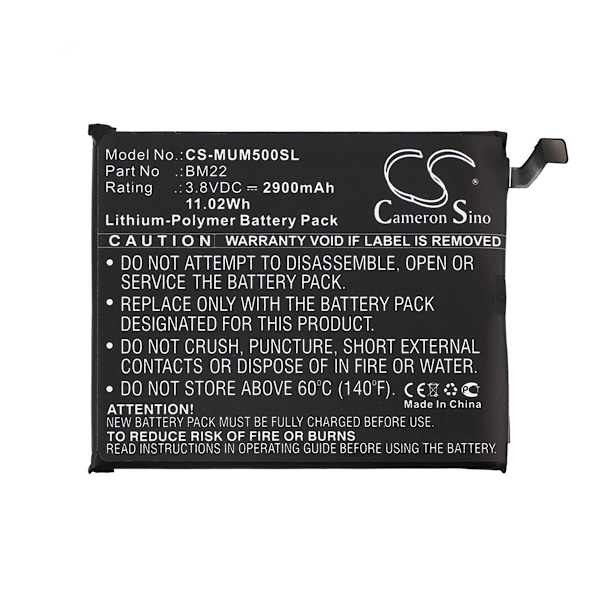 Model No.:CS-MUM500SL
Part No :BM22
Rating :3.8VDC ⎓ 2900mAh
11.02Wh
Lithium-Polymer Battery Pack
CS
Cameron Sino
CAUTION WARRANTY VOID IF LABEL IS REMOVED
• DO NOT ATTEMPT TO DISASSEMBLE, OPEN OR
SERVICE THE BATTERY PACK.
• REPLACE ONLY WITH THE BATTERY PACK
DESIGNATED FOR THIS PRODUCT.
• DO NOT CRUSH, PUNCTURE, SHORT EXTERNAL
CONTACTS OR DISPOSE OF IN FIRE OR WATER.
• DO NOT STORE ABOVE 60°C (140°F).
CE
Made In China
ATTENTION!
NEW BATTERY PACK MUST BE FULLY CHARGED BEFORE USE.
TO REDUCE RISK OF FIRE OR BURNS
READ INSTRUCTIONS IN OPERATING GUIDE BEFORE USING BATTERY PACK.